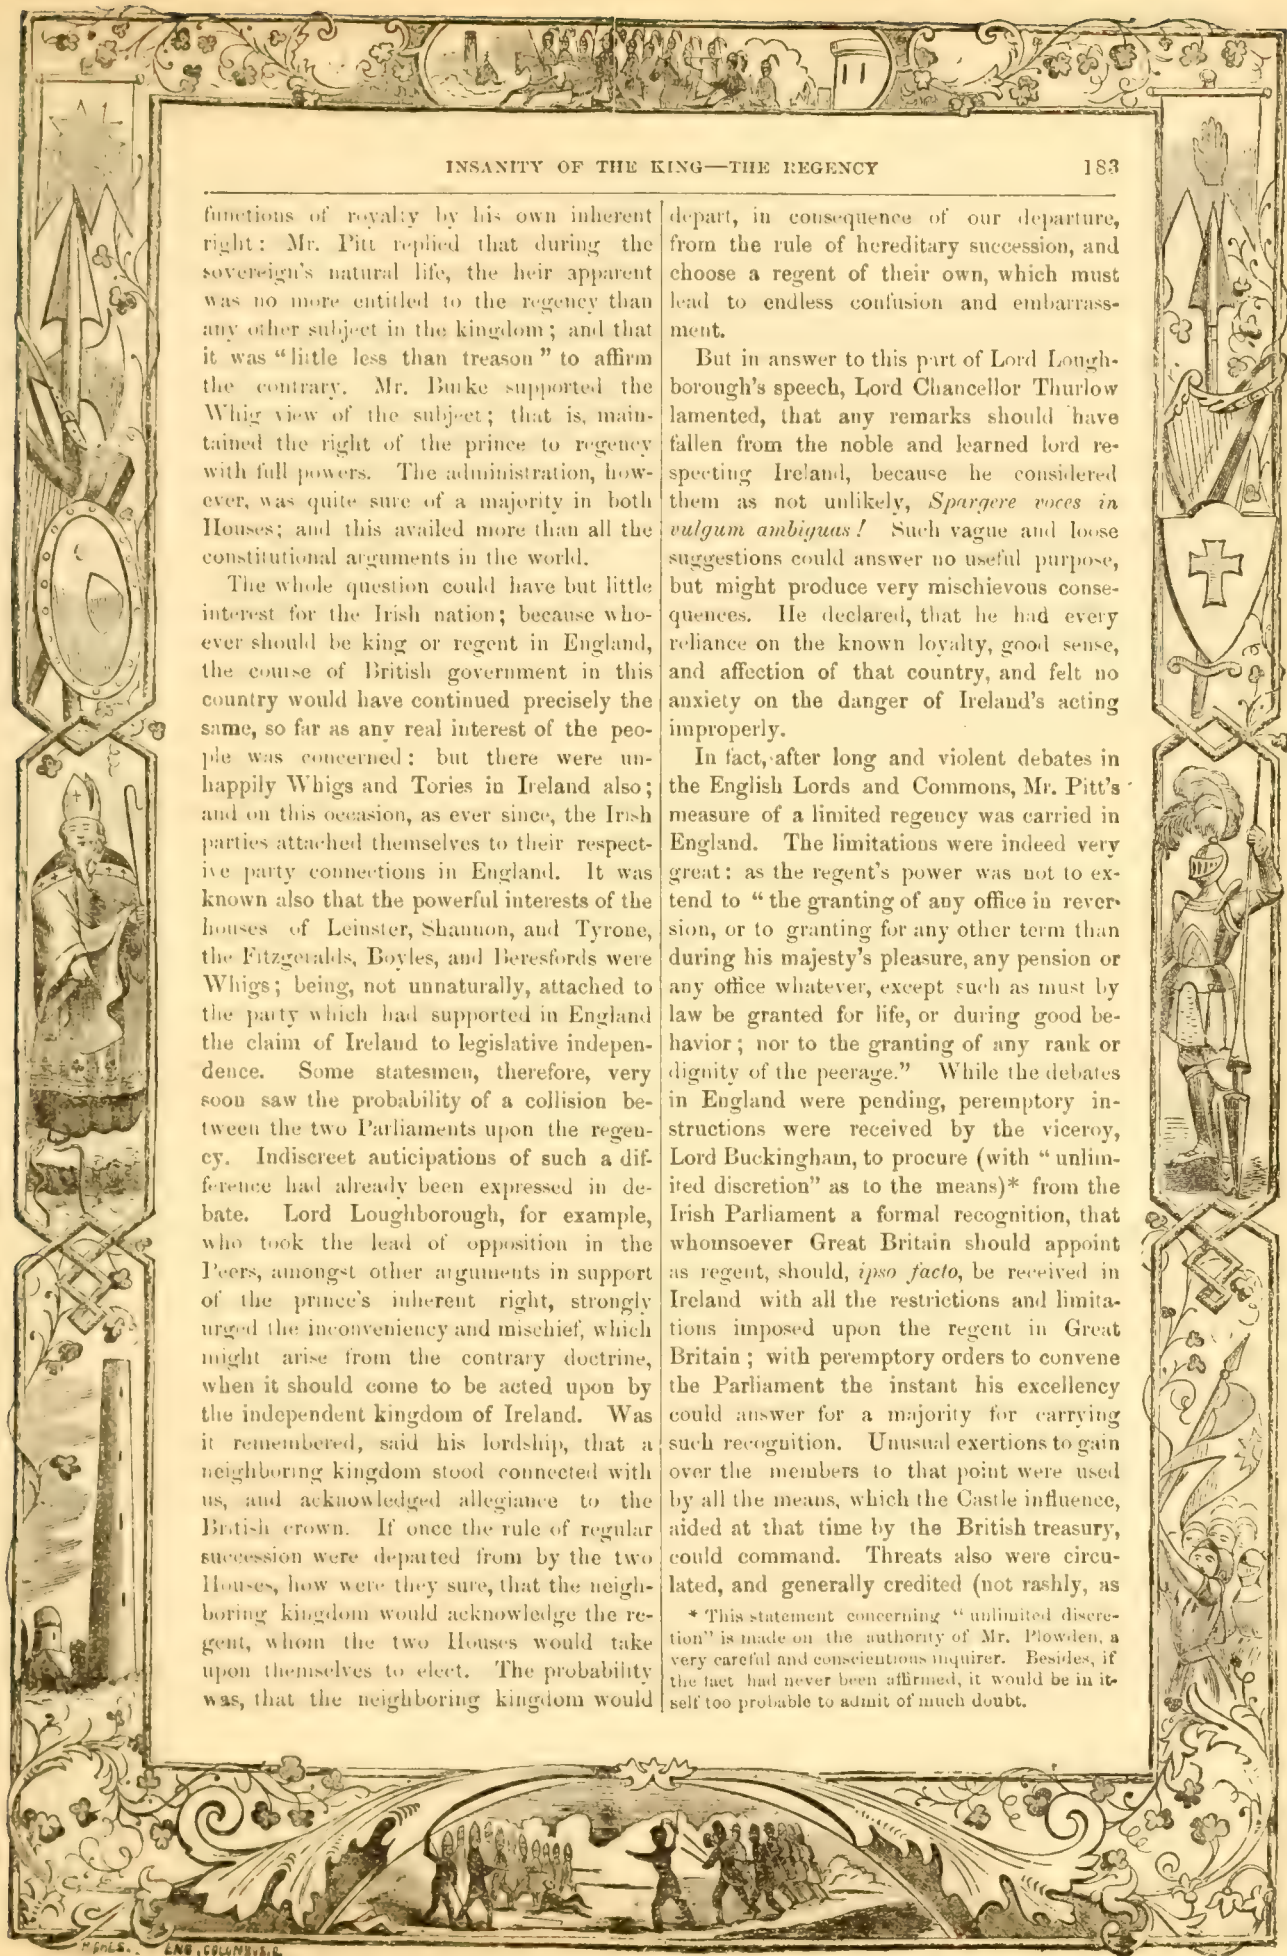 INSANITY OF THE KING—THE REGENCY 183
functions of royalty by his own inherent
right: Mr. Pitt replied that during the
sovereign's natural life, the heir apparent
was no more entitled to the regency than
any other subject in the kingdom; and that
it was "little less than treason" to affirm
the contrary. Mr. Burke supported the
Whig view of the subject; that is, main-
tained the right of the prince to regency
with full powers. The administration, how-
ever, was quite sure of a majority in both
Houses; and this availed more than all the
constitutional arguments in the world.
The whole question could have but little
interest for the Irish nation; because who-
ever should be king or regent in England,
the course of British government in this
country would have continued precisely the
same, so far as any real interest of the peo-
ple was concerned: but there were un-
happily Whigs and Tories in Ireland also;
and on this occasion, as ever since, the Irish
parties attached themselves to their respect-
ive party connections in England. It was
known also that the powerful interests of the
houses of Leinster, Shannon, and Tyrone,
the Fitzgeralds, Boyles, and Beresfords were
Whigs; being, not unnaturally, attached to
the party which had supported in England
the claim of Ireland to legislative indepen-
dence. Some statesmen, therefore, very
soon saw the probability of a collision be-
tween the two Parliaments upon the regen-
cy. Indiscreet anticipations of such a dif-
ference had already been expressed in de-
bate. Lord Loughborough, for example,
who took the lead of opposition in the
Peers, amongst other arguments in support
of the prince's inherent right, strongly
urged the inconveniency and mischief, which
might arise from the contrary doctrine,
when it should come to be acted upon by
the independent kingdom of Ireland. Was
it remembered, said his lordship, that a
neighboring kingdom stood connected with
us, and acknowledged allegiance to the
British crown. If once the rule of regular
succession were departed from by the two
Houses, how were they sure, that the neigh-
boring kingdom would acknowledge the re-
gent, whom the two Houses would take
upon themselves to elect. The probability
was, that the neighboring kingdom would
depart, in consequence of our departure,
from the rule of hereditary succession, and
choose a regent of their own, which must
lead to endless confusion and embarrass-
ment.
But in answer to this part of Lord Lough-
borough's speech, Lord Chancellor Thurlow
lamented, that any remarks should have
fallen from the noble and learned lord re-
specting Ireland, because he considered
them as not unlikely, Spargere voces in
vulgum ambiguas! Such vague and loose
suggestions could answer no useful purpose,
but might produce very mischievous conse-
quences. He declared, that he had every
reliance on the known loyalty, good sense,
and affection of that country, and felt no
anxiety on the danger of Ireland's acting
improperly.
In fact, after long and violent debates in
the English Lords and Commons, Mr. Pitt's
measure of a limited regency was carried in
England. The limitations were indeed very
great: as the regent's power was not to ex-
tend to "the granting of any office in rever-
sion, or to granting for any other term than
during his majesty's pleasure, any pension or
any office whatever, except such as must by
law be granted for life, or during good be-
havior; nor to the granting of any rank or
dignity of the peerage." While the debates
in England were pending, peremptory in-
structions were received by the viceroy,
Lord Buckingham, to procure (with "unlim-
ited discretion" as to the means)* from the
Irish Parliament a formal recognition, that
whomsoever Great Britain should appoint
as regent, should, ipso facto, be received in
Ireland with all the restrictions and limita-
tions imposed upon the regent in Great
Britain; with peremptory orders to convene
the Parliament the instant his excellency
could answer for a majority for carrying
such recognition. Unusual exertions to gain
over the members to that point were used
by all the means, which the Castle influence,
aided at that time by the British treasury,
could command. Threats also were circu-
lated, and generally credited (not rashly, as
* This statement concerning "unlimited discre-
tion" is made on the authority of Mr. Plowden, a
very careful and conscientious inquirer. Besides, if
the fact had never been affirmed, it would be in it-
self too probable to admit of much doubt.
ENG, COLUMBUS, O.